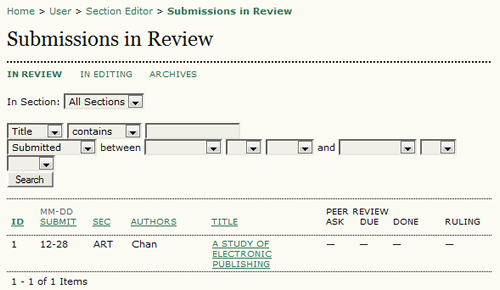 Home > User > Section Editor > Submissions in Review
Submissions in Review
IN REVIEW IN EDITING ARCHIVES
In Section: All Sections
Title contains
Submitted between and
Search
MM-DD PEER REVIEW
ID SUBMIT SEC AUTHORS TITLE ASK DUE DONE RULING
1 12-28 ART Chan A STUDY OF — — — —
ELECTRONIC
PUBLISHING
1 - 1 of 1 Items